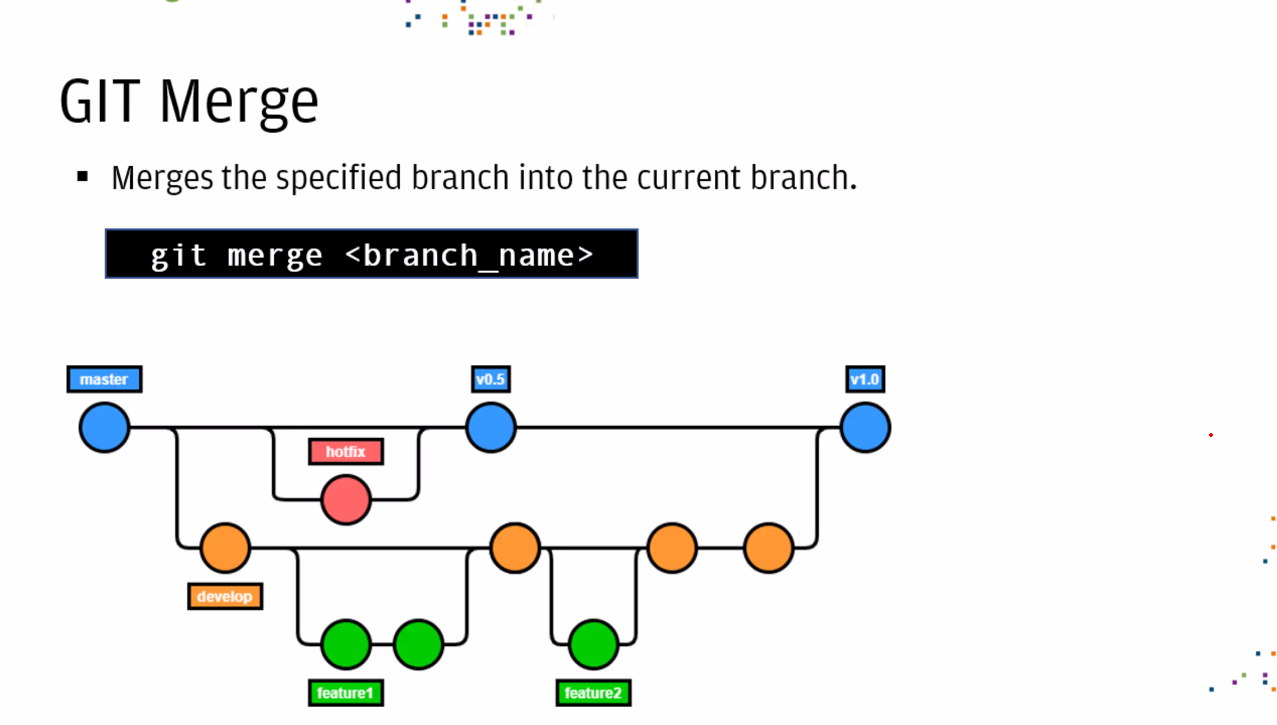 GIT Merge
▪ Merges the specified branch into the current branch.
git merge <branch_name>
master
v0.5
v1.0
hotfix
develop
feature1
feature2